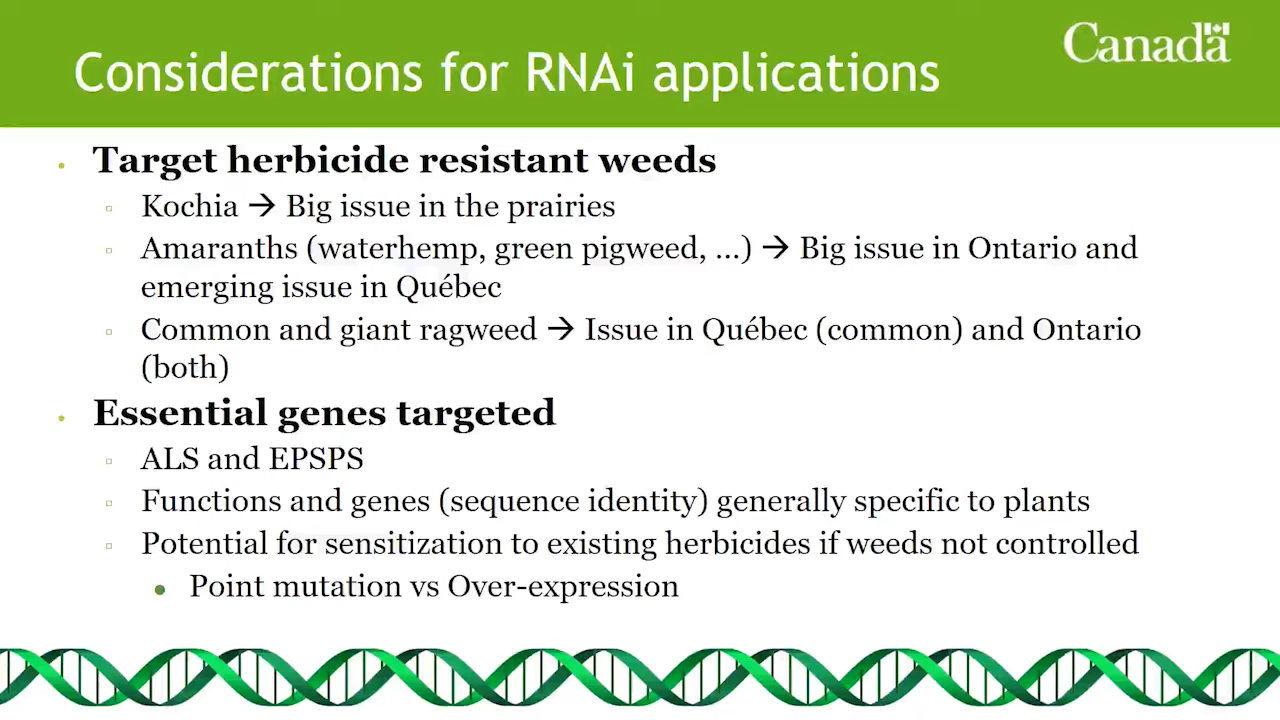 Considerations for RNAi applications
Canada
• Target herbicide resistant weeds
▫ Kochia → Big issue in the prairies
▫ Amaranths (waterhemp, green pigweed, ...) → Big issue in Ontario and
emerging issue in Québec
▫ Common and giant ragweed → Issue in Québec (common) and Ontario
(both)
• Essential genes targeted
▫ ALS and EPSPS
▫ Functions and genes (sequence identity) generally specific to plants
▫ Potential for sensitization to existing herbicides if weeds not controlled
● Point mutation vs Over-expression